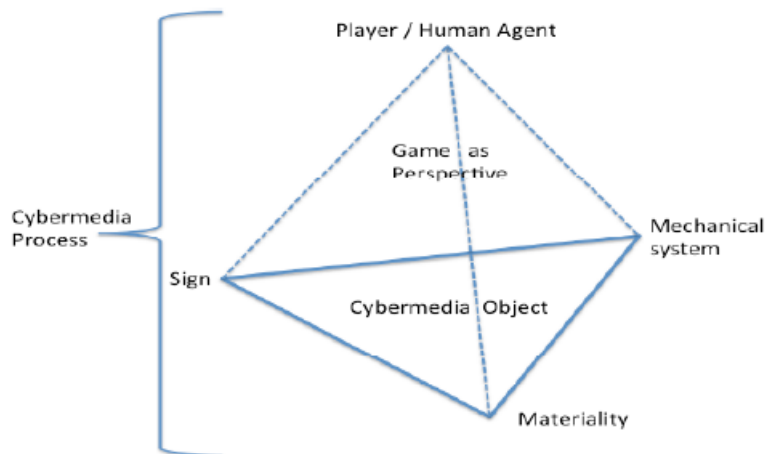 Player / Human Agent
Game as
Perspective
Cybermedia
Process
Mechanical
system
Sign
Cybermedia Object
Materiality